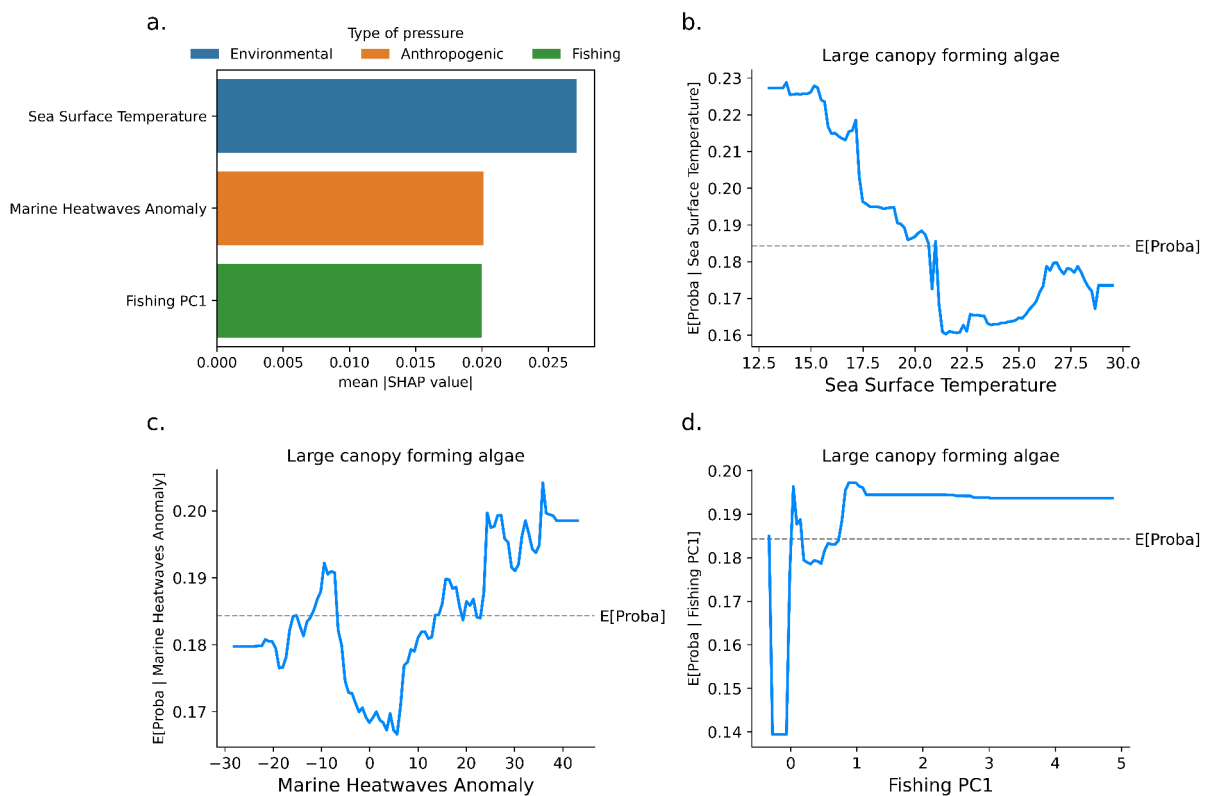 a.
Type of pressure
Environmental Anthropogenic Fishing
Sea Surface Temperature
Marine Heatwaves Anomaly
Fishing PC1
0.000 0.005 0.010 0.015 0.020 0.025
mean |SHAP value|
b.
Large canopy forming algae
E[Proba | Sea Surface Temperature]
0.23
0.22
0.21
0.20
0.19
0.18
0.17
0.16
E[Proba]
12.5 15.0 17.5 20.0 22.5 25.0 27.5 30.0
Sea Surface Temperature
c.
Large canopy forming algae
E[Proba | Marine Heatwaves Anomaly]
0.20
0.19
0.18
0.17
E[Proba]
−30 −20 −10 0 10 20 30 40
Marine Heatwaves Anomaly
d.
Large canopy forming algae
E[Proba | Fishing PC1]
0.20
0.19
0.18
0.17
0.16
0.15
0.14
E[Proba]
0 1 2 3 4 5
Fishing PC1